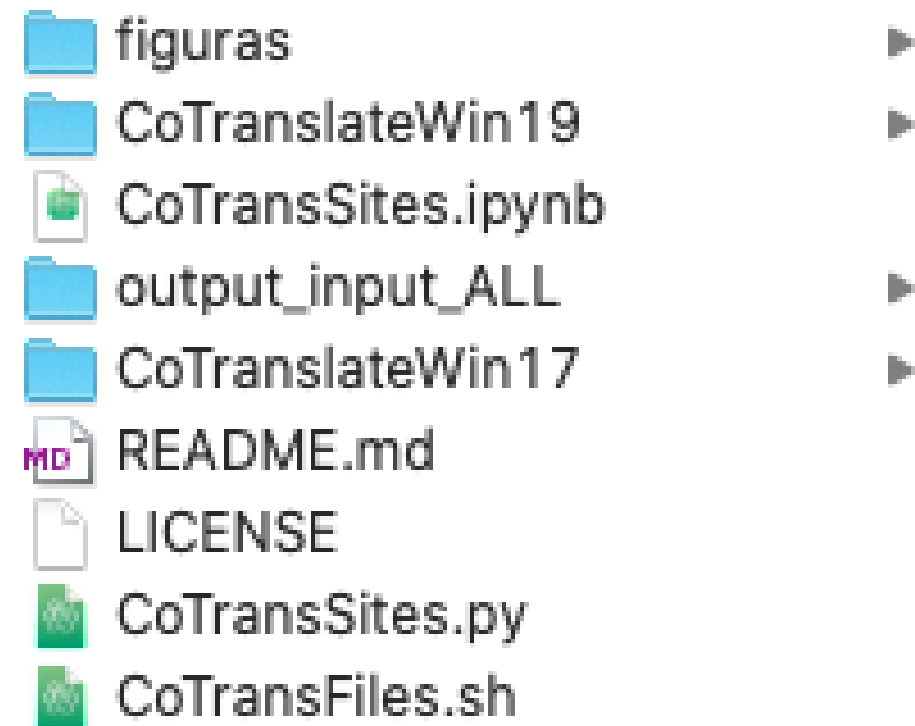 figuras
CoTranslateWin19
CoTransSites.ipynb
output_input_ALL
CoTranslateWin17
MD README.md
LICENSE
CoTransSites.py
CoTransFiles.sh